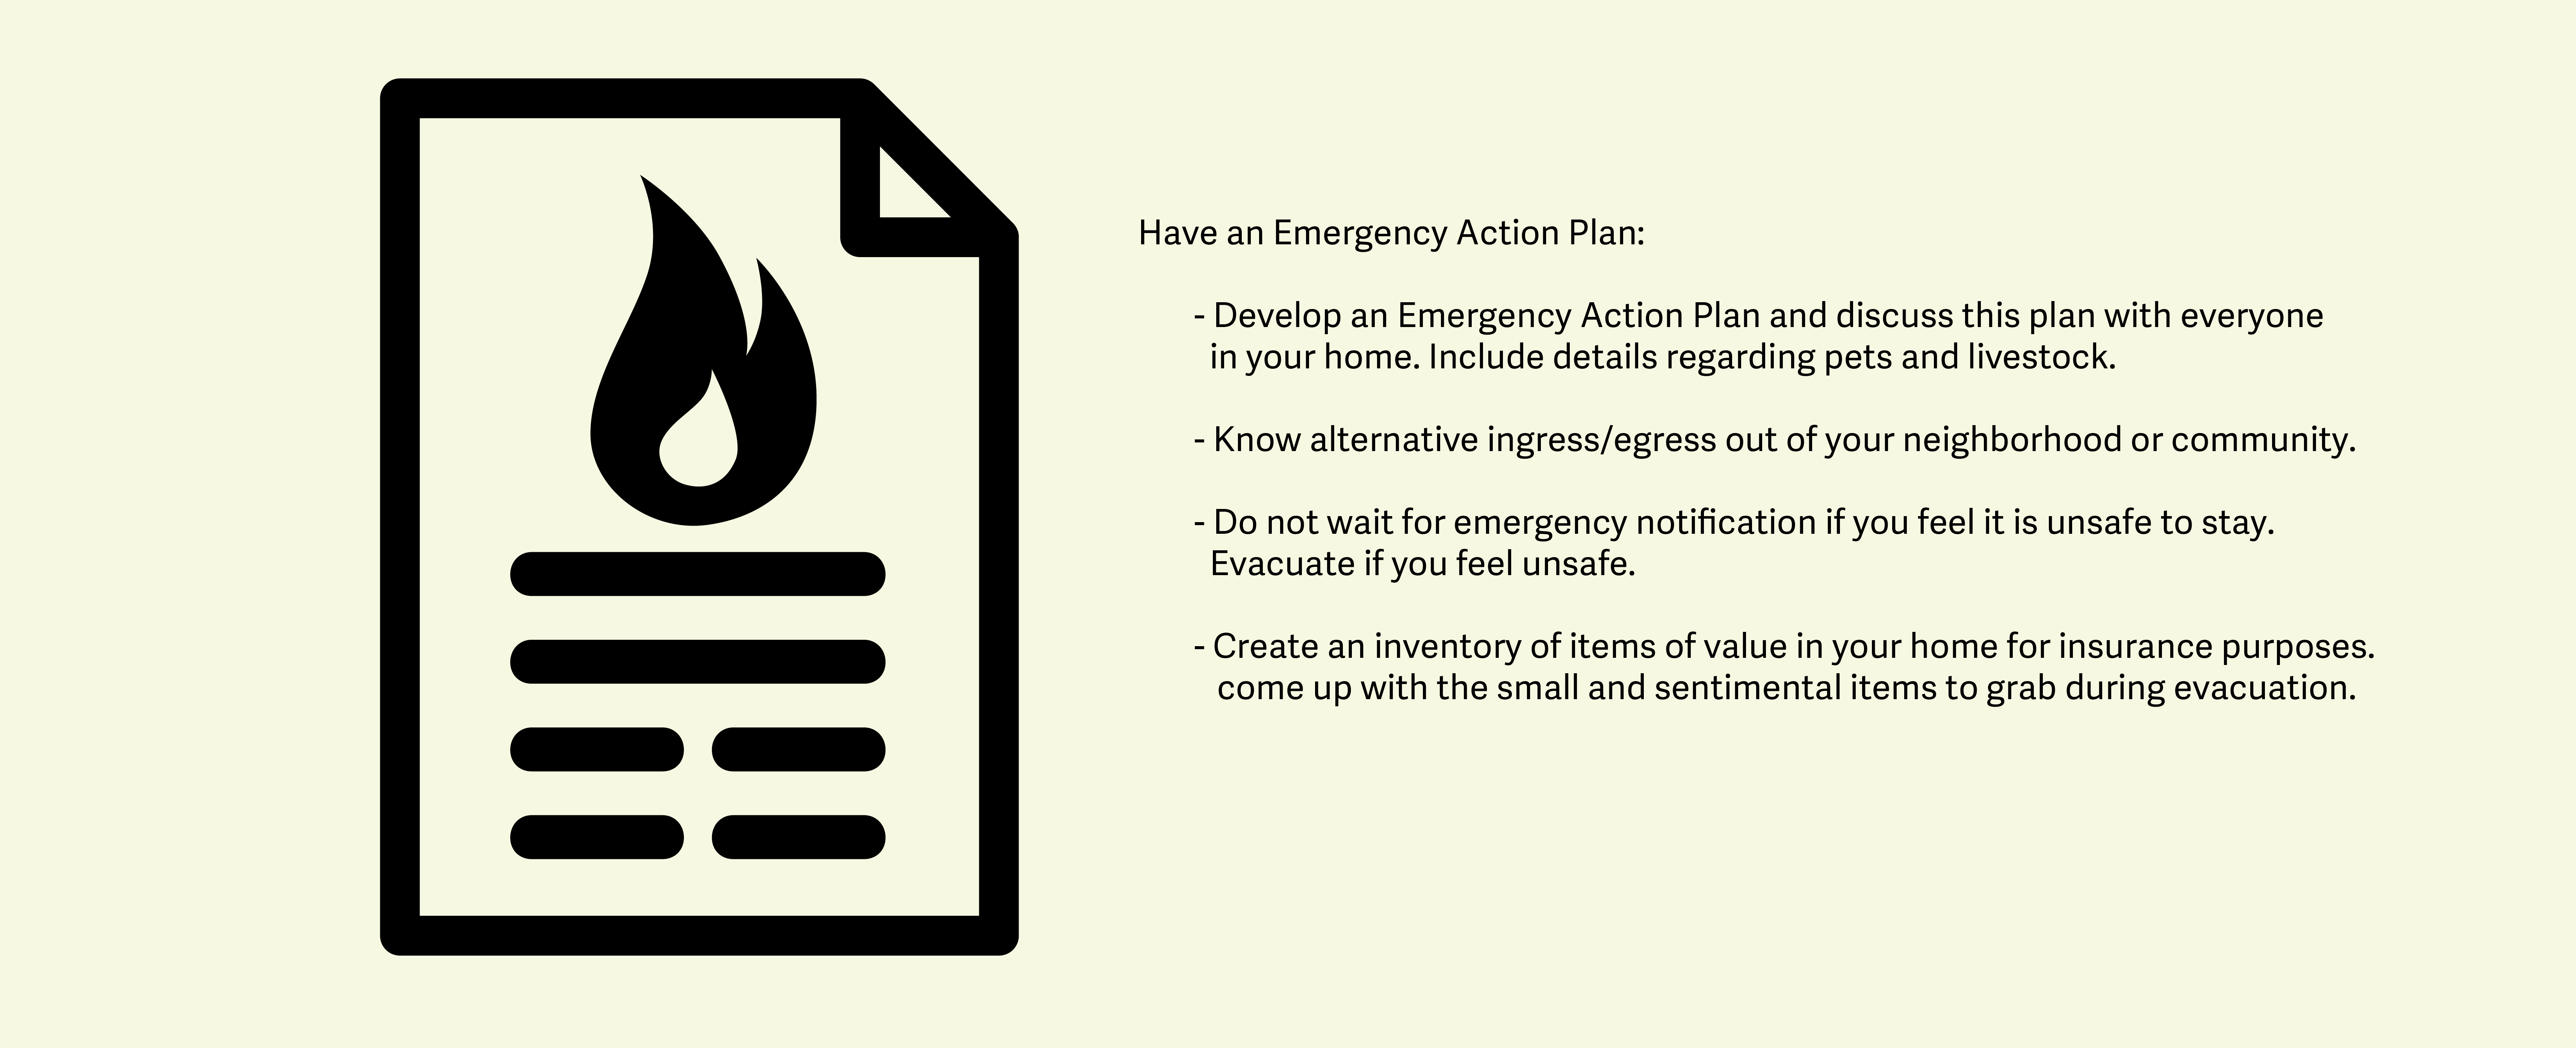 Have an Emergency Action Plan:
- Develop an Emergency Action Plan and discuss this plan with everyone
in your home. Include details regarding pets and livestock.
- Know alternative ingress/egress out of your neighborhood or community.
- Do not wait for emergency notification if you feel it is unsafe to stay.
Evacuate if you feel unsafe.
- Create an inventory of items of value in your home for insurance purposes.
come up with the small and sentimental items to grab during evacuation.